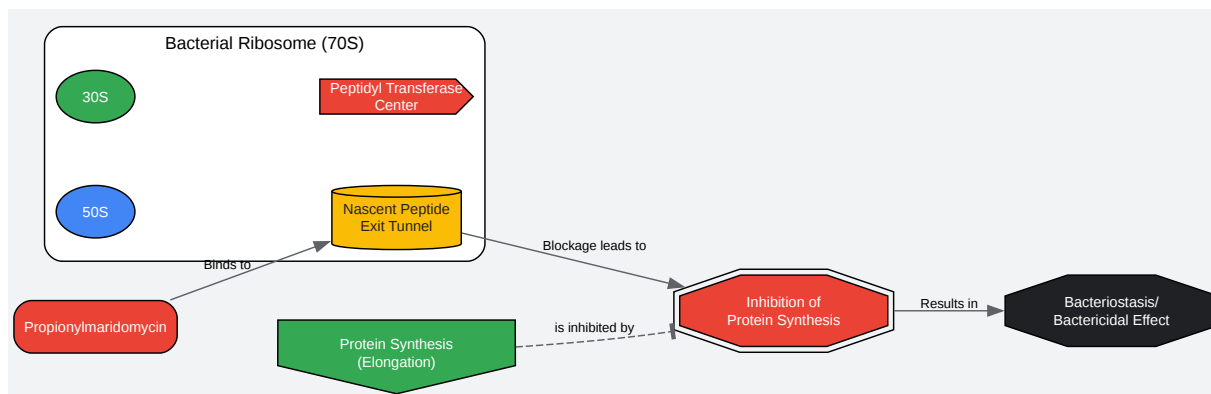 Bacterial Ribosome (70S)
30S
Peptidyl Transferase
Center
50S
Nascent Peptide
Exit Tunnel
Binds to
Blockage leads to
Propionylmaridomycin
Protein Synthesis
(Elongation)
is inhibited by
Inhibition of
Protein Synthesis
Results in
Bacteriostasis/
Bactericidal Effect